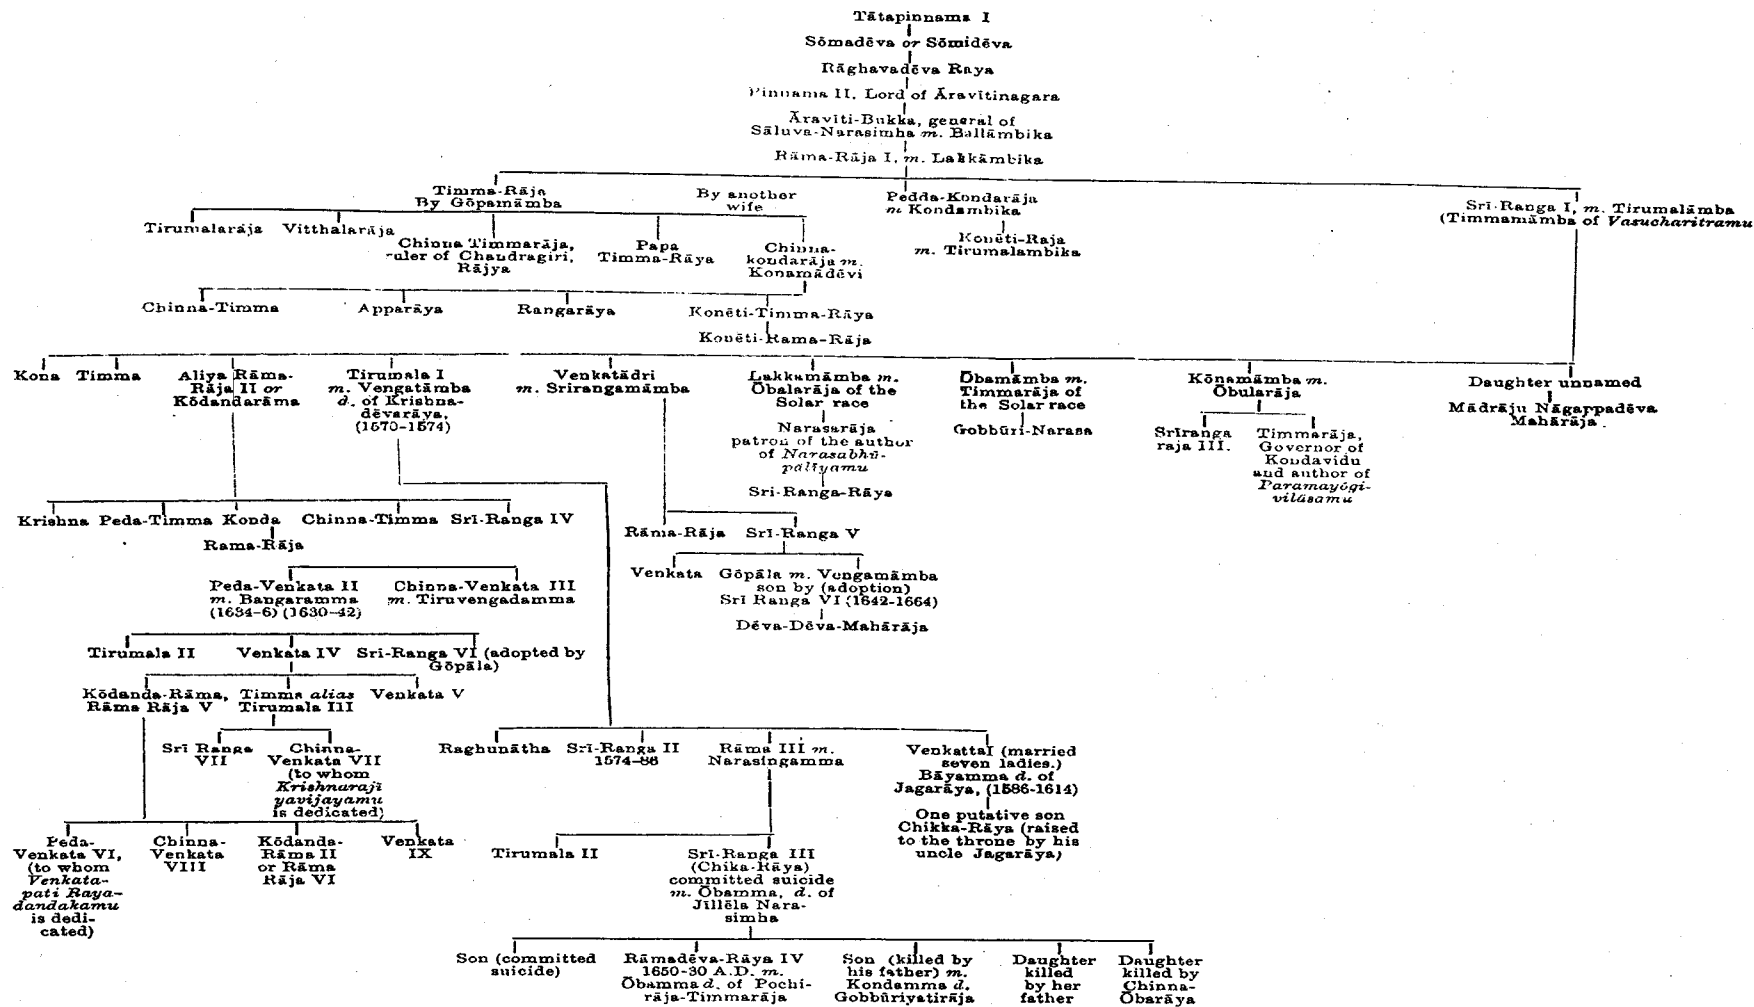 Tātapinnama I
Sōmadēva or Sōmidēva
Rāghavadēva Raya
Pinnama II, Lord of Āravītinagara
Āravīti-Bukka, general of
Sāluva-Narasimha m. Ballāmbika
Rāma-Rāja I, m. Lakkāmbika
Timma-Rāja
By Gōpamāmba
By another
wife
Pedda-Kondarāja
m Kondambika
Srī-Ranga I, m. Tirumalāmba
(Timmamāmba of Vasucharitramu
Tirumalarāja
Vitthalarāja
Chinna Timmarāja,
ruler of Chandragiri,
Rājya
Papa
Timma-Rāya
Chinna-
kondarāja m.
Konamādēvi
Konēti-Raja
m. Tirumalambika
Chinna-Timma
Apparāya
Rangarāya
Konēti-Timma-Rāya
Konēti-Rama-Rāja
Kona
Timma
Aliya Rāma-
Rāja II or
Kōdandarāma
Tirumala I
m. Vengatāmba
d. of Krishna-
dēvarāya,
(1570-1574)
Venkatādri
m. Srirangamāmba
Lakkamāmba m.
Ōbalarāja of the
Solar race
Narasarāja
patron of the author
of Narasabhū-
pālīyamu
Sri-Ranga-Rāya
Ōbamāmba m.
Timmarāja of
the Solar race
Gobbūri-Narasa
Kōnamāmba m.
Ōbularāja
Srīranga
raja III.
Timmarāja,
Governor of
Kondavidu
and author of
Paramayōgi-
vilāsamu
Daughter unnamed
Mādrāju Nāgappadēva
Mahārāja.
Krishna
Peda-Timma
Konda
Chinna-Timma
Srī-Ranga IV
Rama-Rāja
Rāma-Rāja
Srī-Ranga V
Peda-Venkata II
m. Bangaramma
(1634-6) (1630-42)
Chinna-Venkata III
m. Tiruvengadamma
Venkata
Gōpāla m. Vengamāmba
son by (adoption)
Srī Ranga VI (1642-1664)
Dēva-Dēva-Mahārāja
Tirumala II
Venkata IV
Sri-Ranga VI (adopted by
Gōpāla)
Kōdanda-Rāma,
Rāma Rāja V
Timma alias
Tirumala III
Venkata V
Srī Ranga
VII
Chinna-
Venkata VII
(to whom
Krishnarajī
yavijayamu
is dedicated)
Raghunātha
Srī-Ranga II
1574-86
Rāma III m.
Narasingamma
VenkattaI (married
seven ladies.)
Bāyamma d. of
Jagarāya, (1586-1614)
One putative son
Chikka-Rāya (raised
to the throne by his
uncle Jagarāya)
Peda-
Venkata VI,
(to whom
Venkata-
pati Raya-
dandakamu
is dedi-
cated)
Chinna-
Venkata
VIII
Kōdanda-
Rāma II
or Rāma
Rāja VI
Venkata
IX
Tirumala II
Srī-Ranga III
(Chika-Rāya)
committed suicide
m. Ōbamma, d. of
Jillēla Nara-
simha
Son (committed
suicide)
Rāmadēva-Rāya IV
1650-30 A.D. m.
Ōbamma d. of Pochi-
rāja-Timmarāja
Son (killed by
his father) m.
Kondamma d.
Gobbūriyatirāja
Daughter
killed
by her
father
Daughter
killed by
Chinna-
Ōbarāya